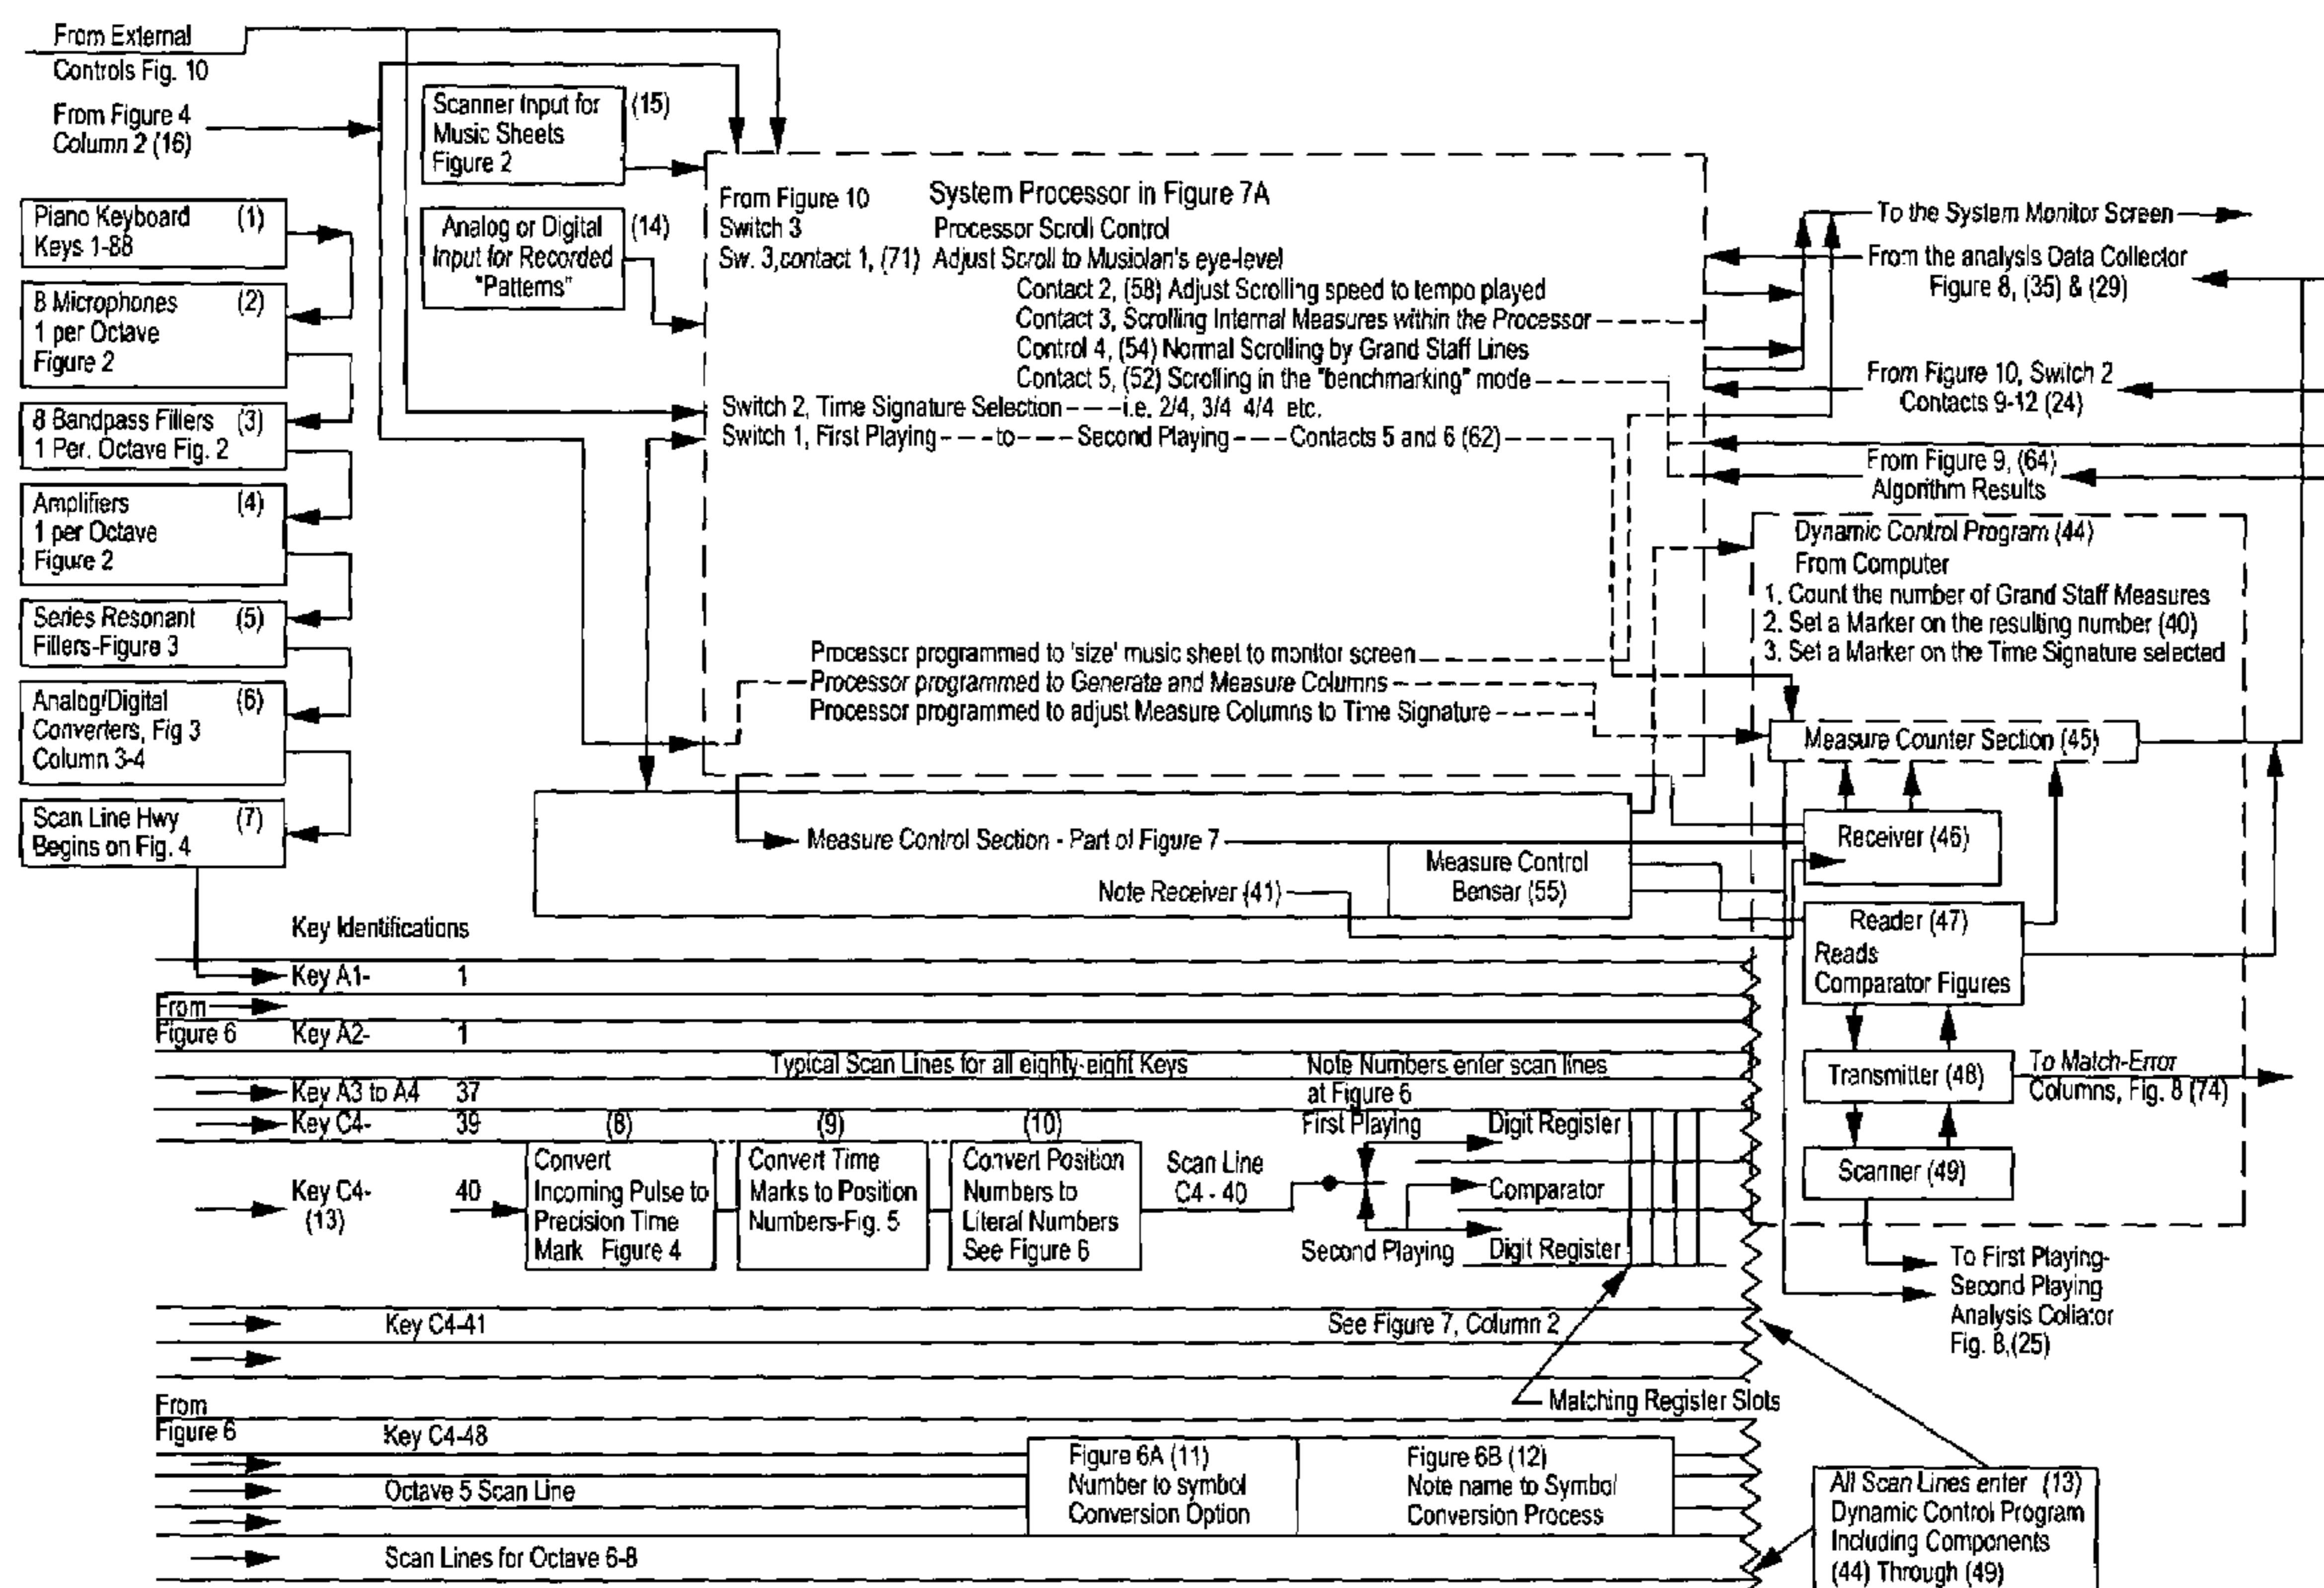 From External
Controls Fig. 10
From Figure 4
Column 2 (16)
Scanner Input for (15)
Music Sheets
Figure 2
Analog or Digital (14)
Input for Recorded
"Patterns"
Piano Keyboard (1)
Keys 1-88
8 Microphones (2)
1 per Octave
Figure 2
8 Bandpass Fillers (3)
1 Per. Octave Fig. 2
Amplifiers (4)
1 per Octave
Figure 2
Series Resonant (5)
Fillers-Figure 3
Analog/Digital (6)
Converters, Fig 3
Column 3-4
Scan Line Hwy (7)
Begins on Fig. 4
From Figure 10 System Processor in Figure 7A
Switch 3 Processor Scroll Control
Sw. 3,contact 1, (71) Adjust Scroll to Musician's eye-level
Contact 2, (58) Adjust Scrolling speed to tempo played
Contact 3, Scrolling Internal Measures within the Processor
Control 4, (54) Normal Scrolling by Grand Staff Lines
Contact 5, (52) Scrolling in the "benchmarking" mode
Switch 2, Time Signature Selection ----i.e. 2/4, 3/4 4/4 etc.
Switch 1, First Playing ----to---- Second Playing ---- Contacts 5 and 6 (62)
Processor programmed to 'size' music sheet to monitor screen
Processor programmed to Generate and Measure Columns
Processor programmed to adjust Measure Columns to Time Signature
To the System Monitor Screen
From the analysis Data Collector
Figure 8, (35) & (29)
From Figure 10, Switch 2
Contacts 9-12 (24)
From Figure 9, (64)
Algorithm Results
Dynamic Control Program (44)
From Computer
1. Count the number of Grand Staff Measures
2. Set a Marker on the resulting number (40)
3. Set a Marker on the Time Signature selected
Measure Counter Section (45)
Receiver (46)
Reader (47)
Reads
Comparator Figures
Transmitter (48)
To Match-Error
Columns, Fig. 8 (74)
Scanner (49)
To First Playing-
Second Playing
Analysis Collator
Fig. 8,(25)
Measure Control Section - Part of Figure 7
Measure Control
Bensar (55)
Note Receiver (41)
Key Identifications
Key A1- 1
From
Figure 6 Key A2- 1
Typical Scan Lines for all eighty-eight Keys
Note Numbers enter scan lines
at Figure 6
Key A3 to A4 37
Key C4- 39
(8) (9) (10)
Key C4- 40
(13)
Convert
Incoming Pulse to
Precision Time
Mark Figure 4
Convert Time
Marks to Position
Numbers-Fig. 5
Convert Position
Numbers to
Literal Numbers
See Figure 6
Scan Line
C4 - 40
First Playing Digit Register
Comparator
Second Playing Digit Register
Key C4-41 See Figure 7, Column 2
Matching Register Slots
From
Figure 6 Key C4-48
Octave 5 Scan Line
Scan Lines for Octave 6-8
Figure 6A (11)
Number to symbol
Conversion Option
Figure 6B (12)
Note name to Symbol
Conversion Process
All Scan Lines enter (13)
Dynamic Control Program
Including Components
(44) Through (49)